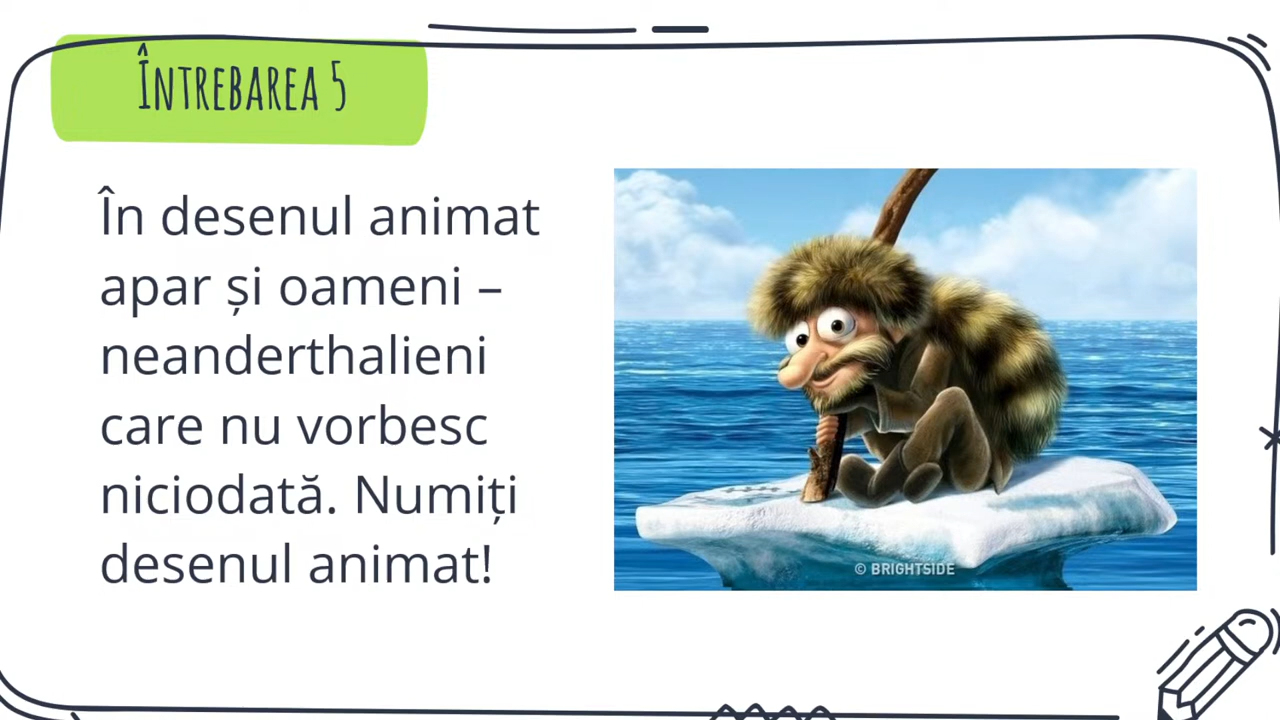 Întrebarea 5
În desenul animat
apar și oameni –
neanderthalieni
care nu vorbesc
niciodată. Numiți
desenul animat!
© BRIGHTSIDE